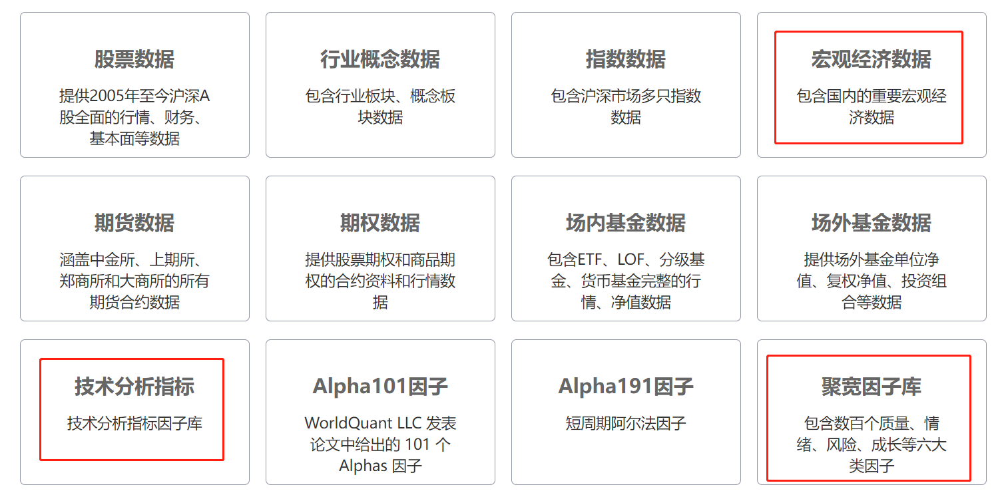 股票数据
提供2005年至今沪深A
股全面的行情、财务、
基本面等数据
行业概念数据
包含行业板块、概念板
块数据
指数数据
包含沪深市场多只指数
数据
宏观经济数据
包含国内的重要宏观经
济数据
期货数据
涵盖中金所、上期所、
郑商所和大商所的所有
期货合约数据
期权数据
提供股票期权和商品期
权的合约资料和行情数
据
场内基金数据
包含ETF、LOF、分级基
金、货币基金完整的行
情、净值数据
场外基金数据
提供场外基金单位净
值、复权净值、投资组
合等数据
技术分析指标
技术分析指标因子库
Alpha101因子
WorldQuant LLC 发表
论文中给出的 101 个
Alphas 因子
Alpha191因子
短周期阿尔法因子
聚宽因子库
包含数百个质量、情
绪、风险、成长等六大
类因子